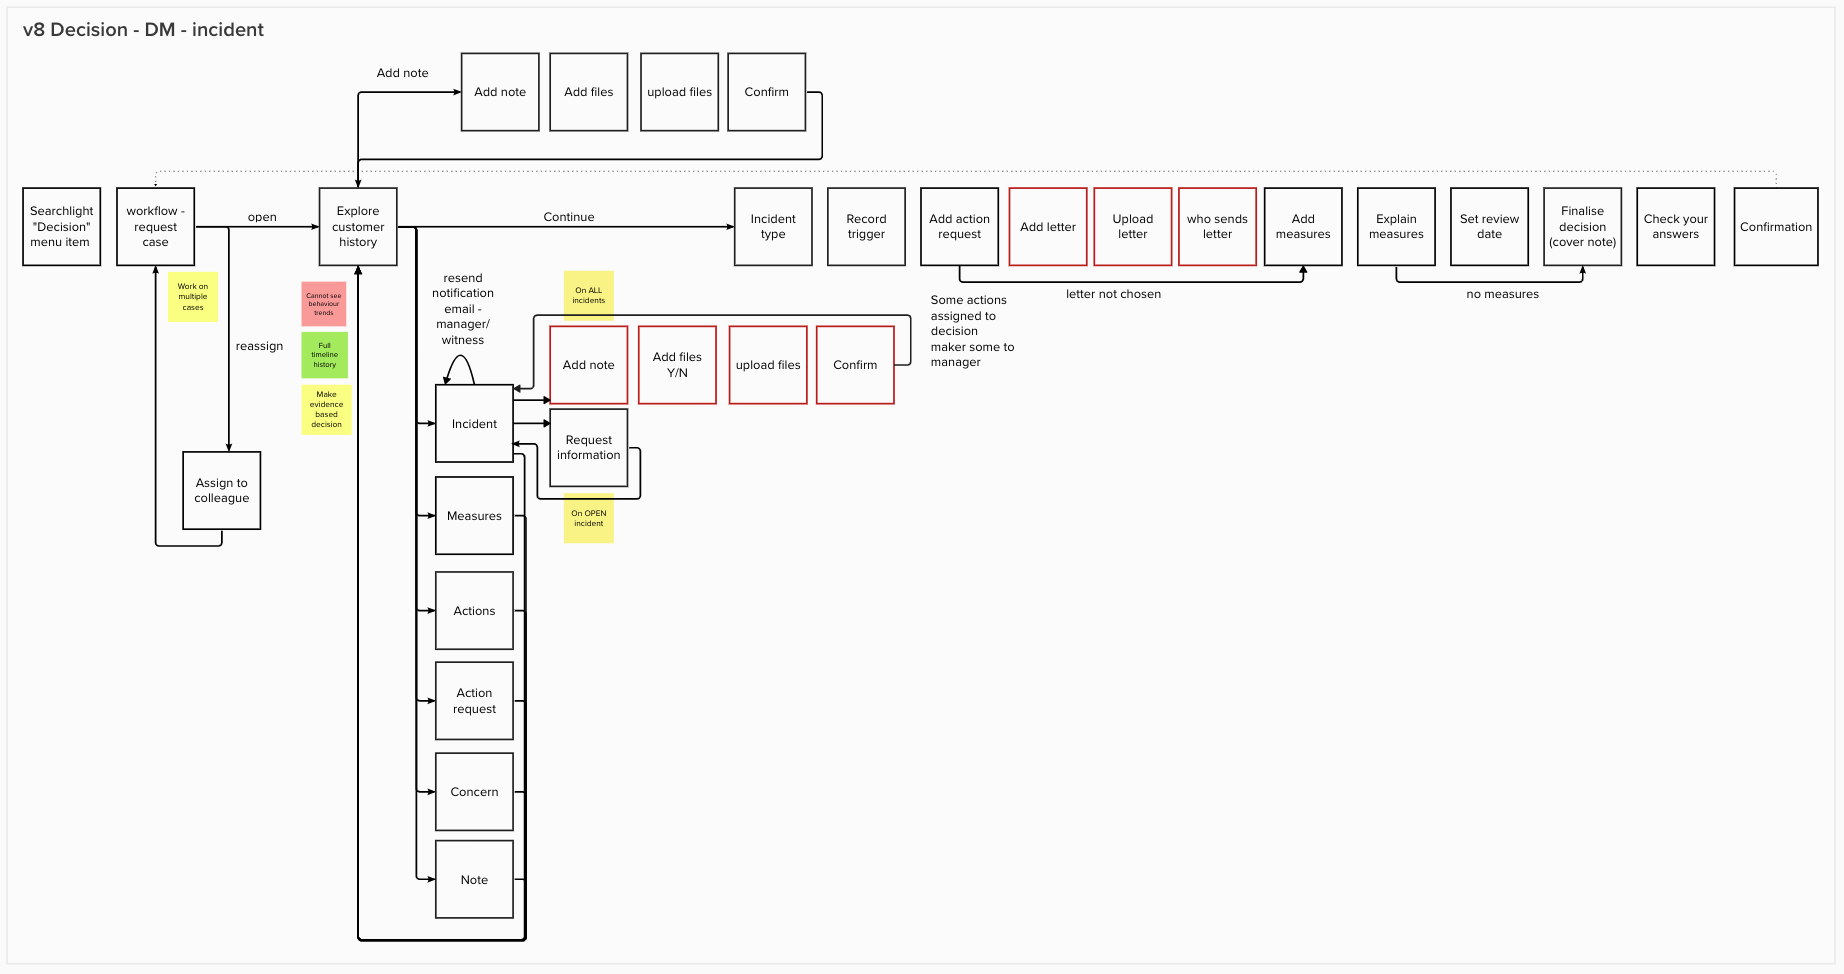 v8 Decision - DM - incident
Add note
Add note
Add files
upload files
Confirm
Searchlight
"Decision"
menu item
workflow -
request
case
open
Explore
customer
history
Continue
Incident
type
Record
trigger
Add action
request
Add letter
Upload
letter
who sends
letter
Add
measures
Explain
measures
Set review
date
Finalise
decision
(cover note)
Check your
answers
Confirmation
Work on
multiple
cases
reassign
Cannot see
behaviour
trends
Full
timeline
history
Make
evidence
based
decision
resend
notification
email -
manager/
witness
On ALL
incidents
letter not chosen
no measures
Some actions
assigned to
decision
maker some to
manager
Add note
Add files
Y/N
upload files
Confirm
Incident
Request
information
On OPEN
incident
Assign to
colleague
Measures
Actions
Action
request
Concern
Note